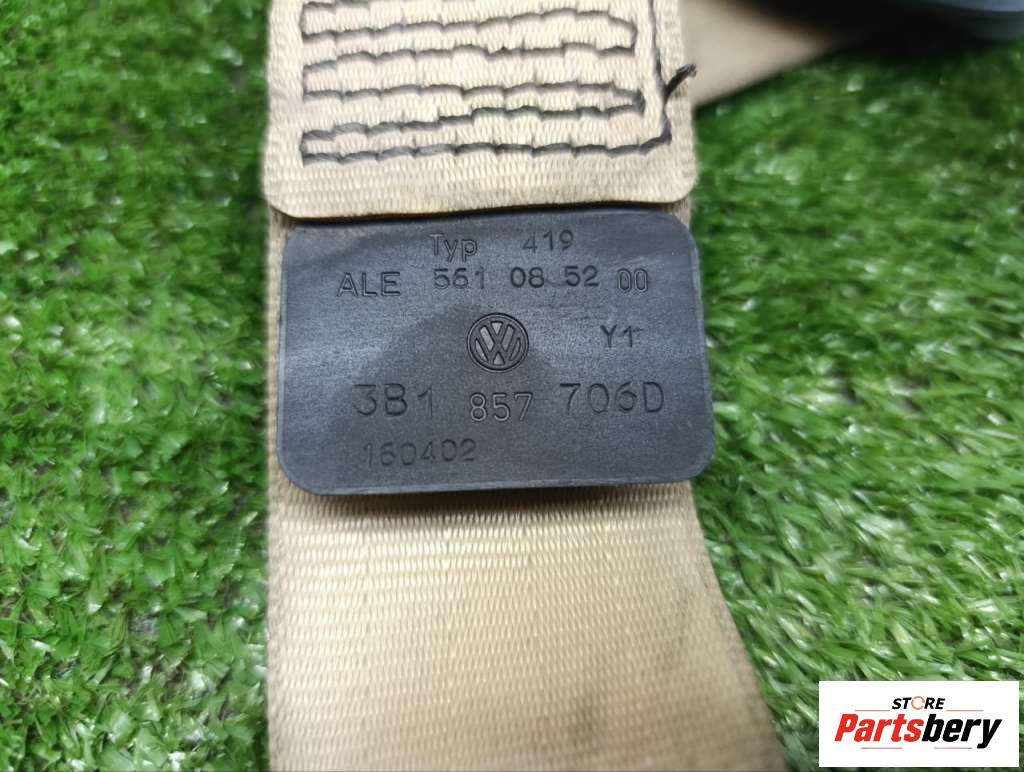 Typ 419
ALE 561 08 52 00
Y1
3B1 857 706D
160402
STORE
Partsbery